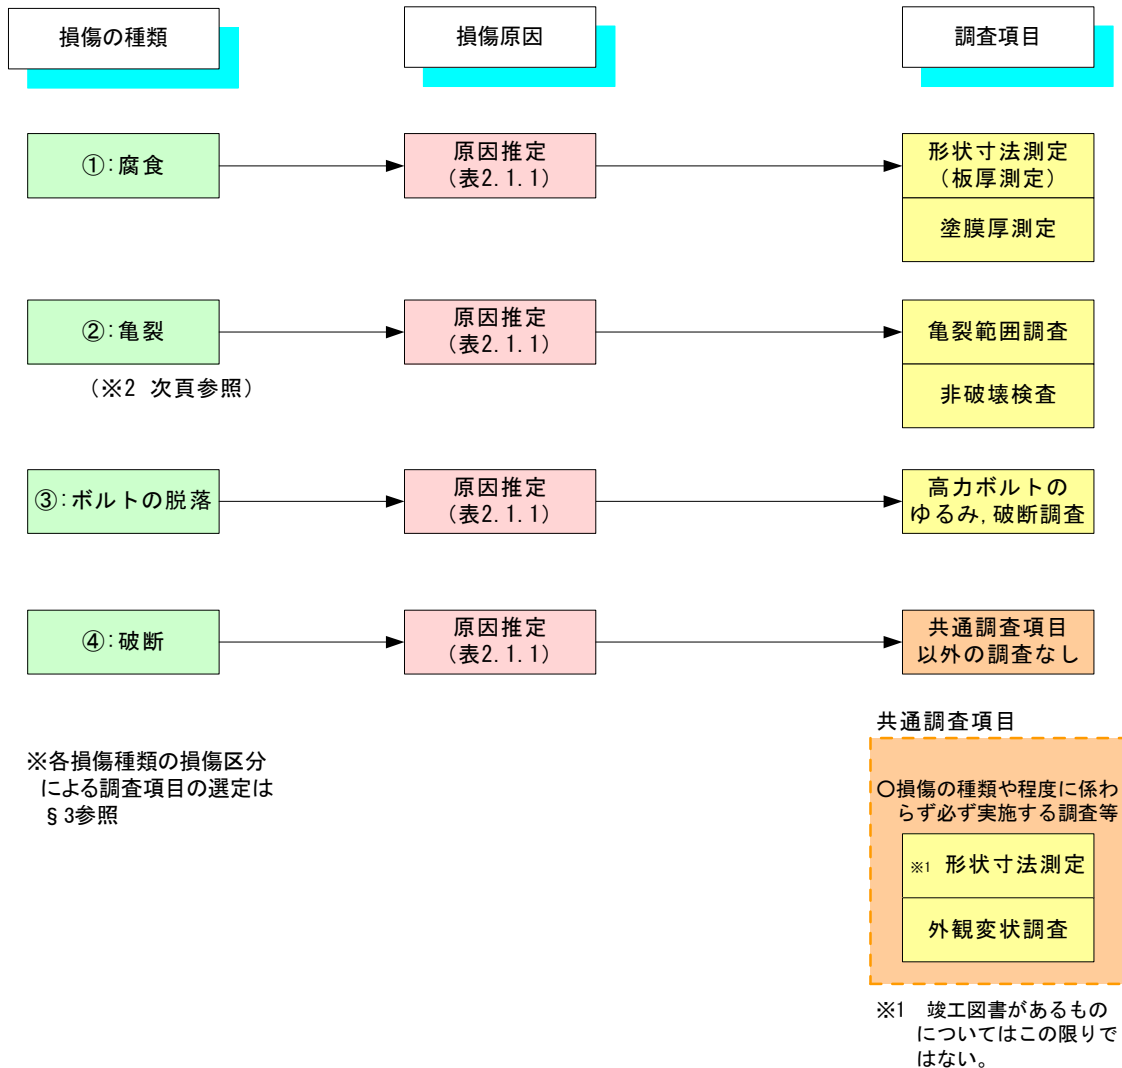 損傷の種類
損傷原因
調査項目
①:腐食
原因推定
(表2.1.1)
形状寸法測定
(板厚測定)
塗膜厚測定
②:亀裂
原因推定
(表2.1.1)
亀裂範囲調査
(※2 次頁参照)
非破壊検査
③:ボルトの脱落
原因推定
(表2.1.1)
高力ボルトの
ゆるみ,破断調査
④:破断
原因推定
(表2.1.1)
共通調査項目
以外の調査なし
※各損傷種類の損傷区分
による調査項目の選定は
§3参照
共通調査項目
○損傷の種類や程度に係わ
らず必ず実施する調査等
※1 形状寸法測定
外観変状調査
※1 竣工図書があるもの
についてはこの限りで
はない。